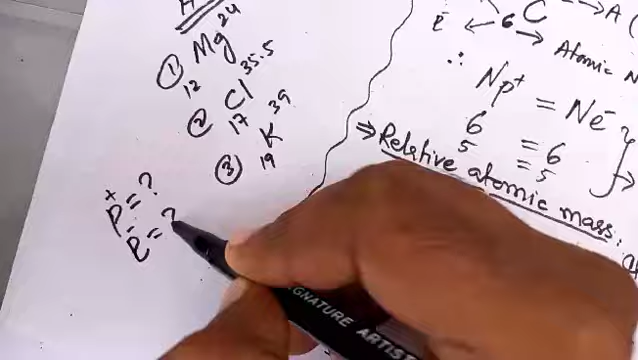 ① Mg 24
12
② Cl 35.5
17
③ K 39
19
P⁺ = ?
e⁻ = ?
C → A
e⁻ ← 6 → Atomic N
∴ Np⁺ = Ne⁻
6 = 6
5 = 5
⇒ Relative atomic mass:
SIGNATURE ARTIST